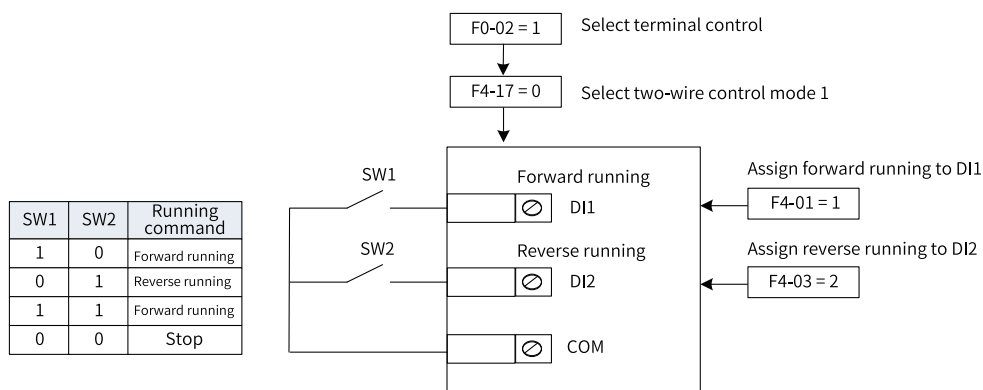 F0-02 = 1
Select terminal control
F4-17 = 0
Select two-wire control mode 1
SW1
Forward running
DI1
SW2
Reverse running
DI2
COM
Assign forward running to DI1
F4-01 = 1
Assign reverse running to DI2
F4-03 = 2
SW1 SW2 Running
command
1 0 Forward running
0 1 Reverse running
1 1 Forward running
0 0 Stop